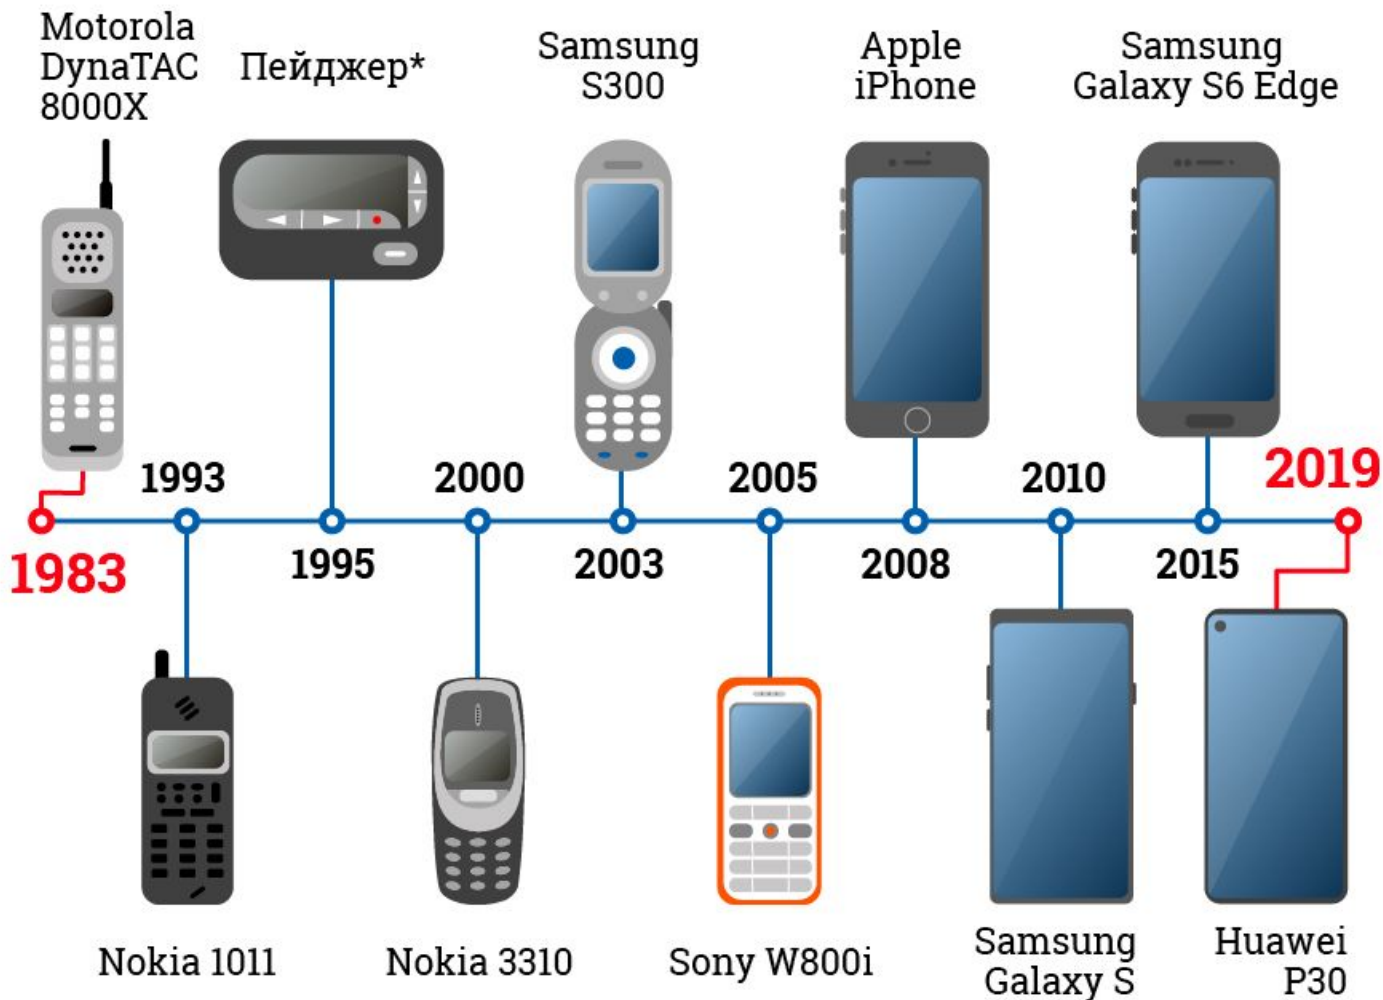 Motorola
DynaTAC
8000X
Пейджер*
Samsung
S300
Apple
iPhone
Samsung
Galaxy S6 Edge
1993
2000
2005
2010
2019
1983
1995
2003
2008
2015
Nokia 1011
Nokia 3310
Sony W800i
Samsung
Galaxy S
Huawei
P30